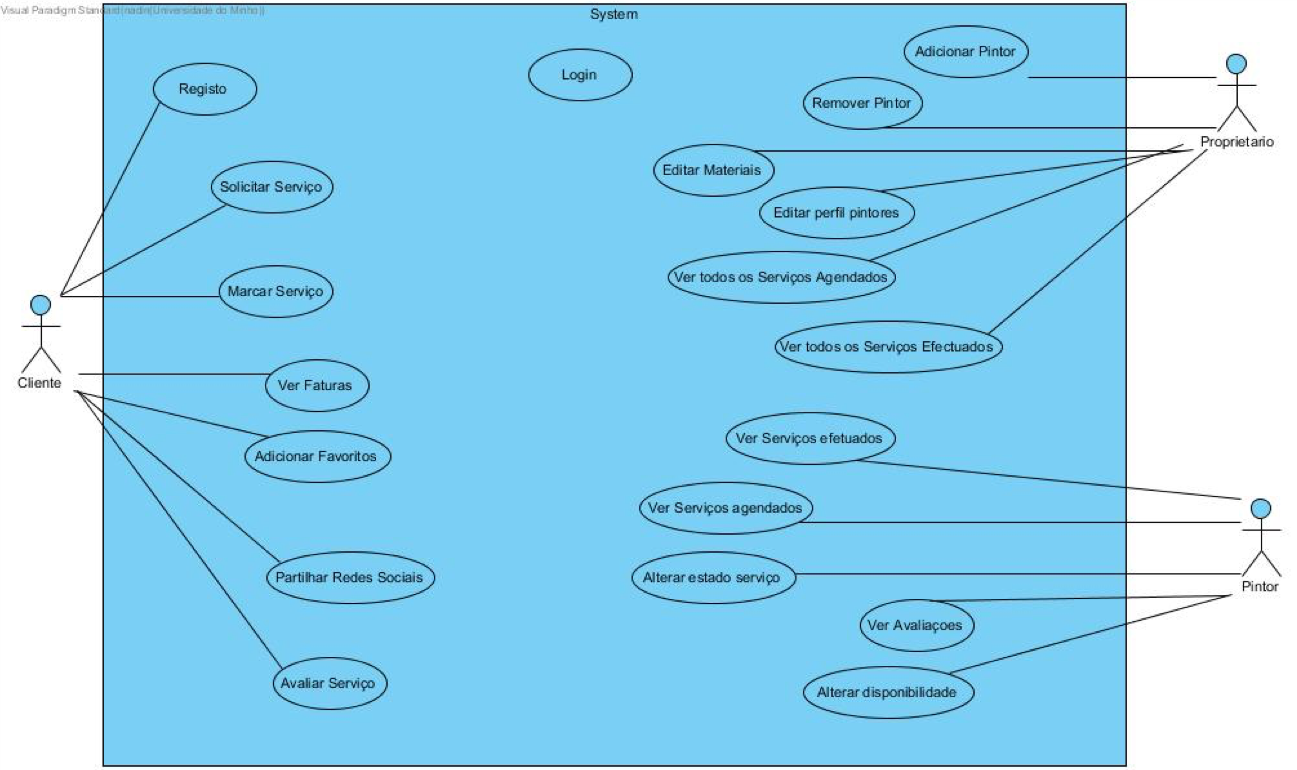 Visual Paradigm Standard(nadin(Universidade do Minho))
System
Adicionar Pintor
Login
Registo
Remover Pintor
Proprietario
Editar Materiais
Solicitar Serviço
Editar perfil pintores
Ver todos os Serviços Agendados
Marcar Serviço
Ver todos os Serviços Efectuados
Cliente
Ver Faturas
Ver Serviços efetuados
Adicionar Favoritos
Ver Serviços agendados
Partilhar Redes Sociais
Alterar estado serviço
Pintor
Ver Avaliaçoes
Avaliar Serviço
Alterar disponibilidade